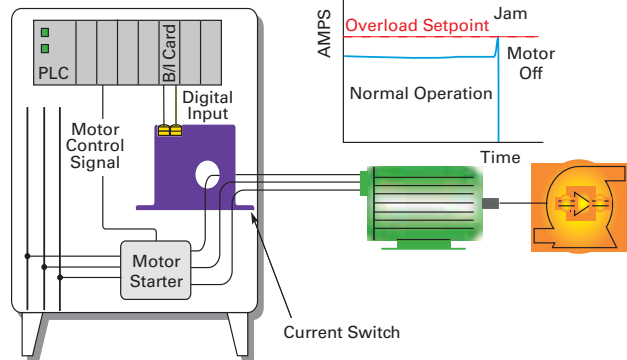 PLC
B/I Card
Digital
Input
Motor
Control
Signal
Motor
Starter
Current Switch
AMPS
Overload Setpoint
Jam
Motor
Off
Normal Operation
Time